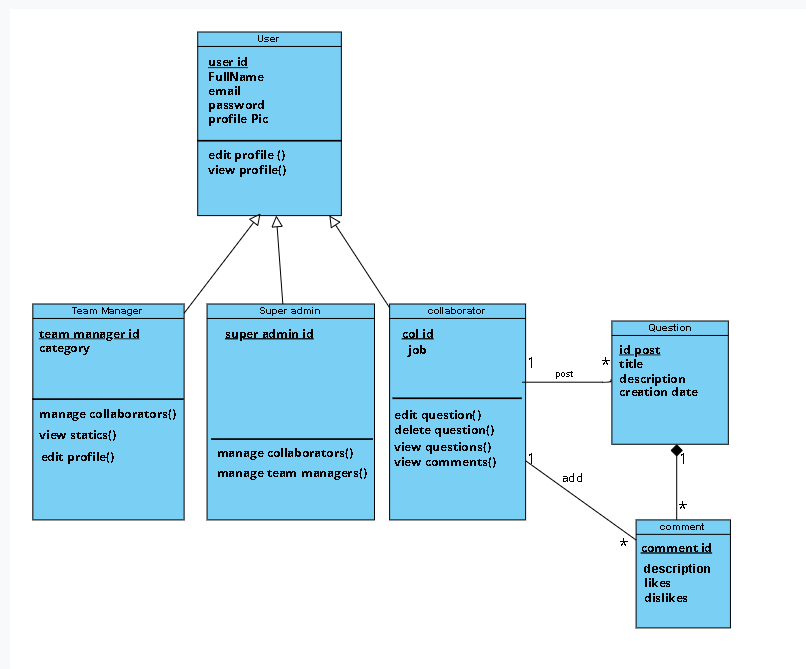 User
user id
FullName
email
password
profile Pic
edit profile ()
view profile()
Team Manager
team manager id
category
manage collaborators()
view statics()
edit profile()
Super admin
super admin id
manage collaborators()
manage team managers()
collaborator
col id
job
edit question()
delete question()
view questions()
view comments()
1
post
*
Question
id post
title
description
creation date
1
add
*
1
*
comment
comment id
description
likes
dislikes